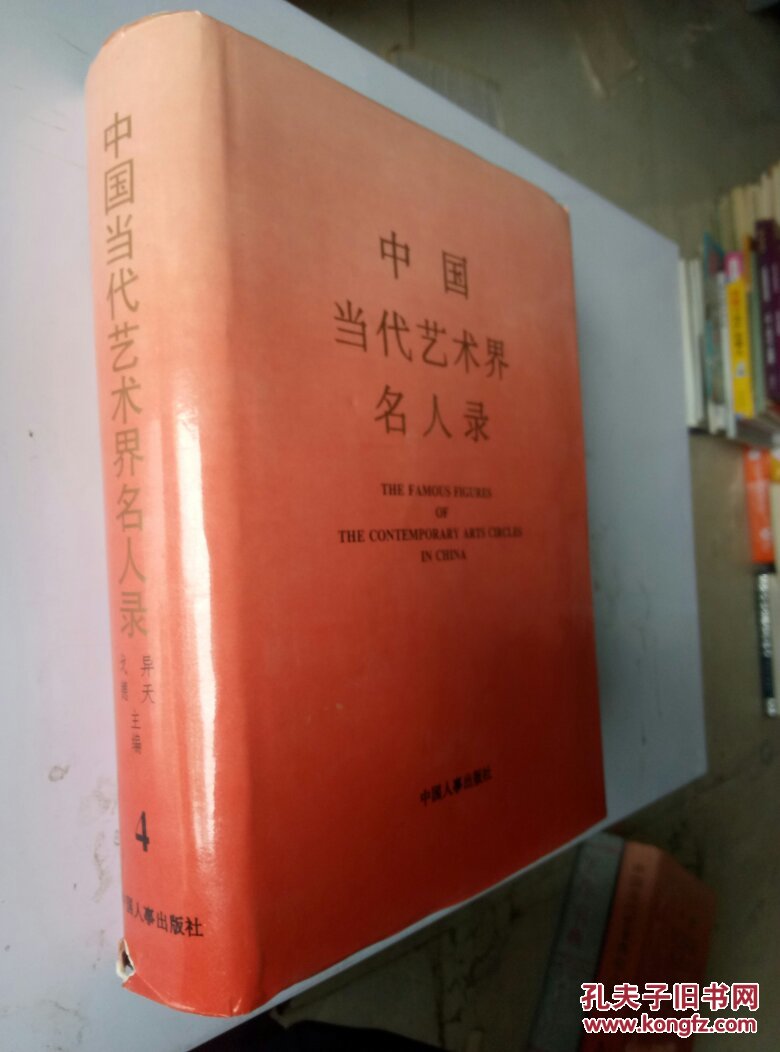 中国当代艺术界名人录
异天
主编
4
国人事出版社
中国
当代艺术界
名人录
THE FAMOUS FIGURES
OF
THE CONTEMPORARY ARTS CIRCLES
IN CHINA
中国人事出版社
孔夫子旧书网
www.kongfz.com